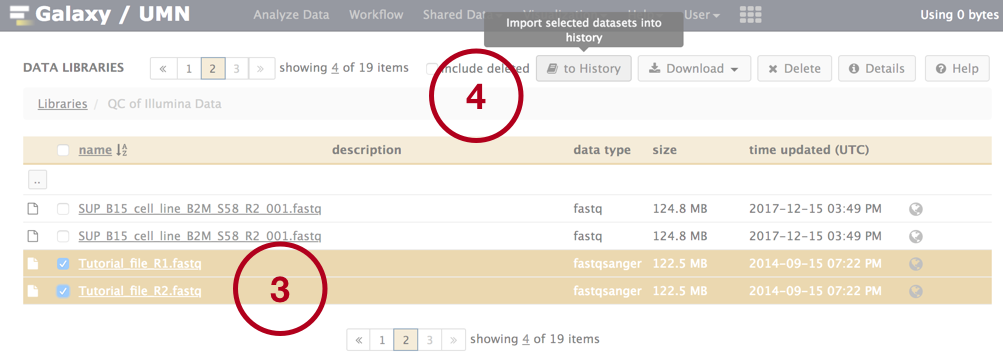 Galaxy / UMN Analyze Data Workflow Shared Data User Using 0 bytes
Import selected datasets into
history
DATA LIBRARIES « 1 2 3 » showing 4 of 19 items include deleted to History Download Delete Details Help
4
Libraries / QC of Illumina Data
name description data type size time updated (UTC)
..
SUP_B15_cell_line_B2M_S58_R2_001.fastq fastq 124.8 MB 2017-12-15 03:49 PM
SUP_B15_cell_line_B2M_S58_R2_001.fastq fastq 124.8 MB 2017-12-15 03:49 PM
Tutorial_file_R1.fastq fastqsanger 122.5 MB 2014-09-15 07:22 PM
Tutorial_file_R2.fastq fastqsanger 122.5 MB 2014-09-15 07:22 PM
3
« 1 2 3 » showing 4 of 19 items